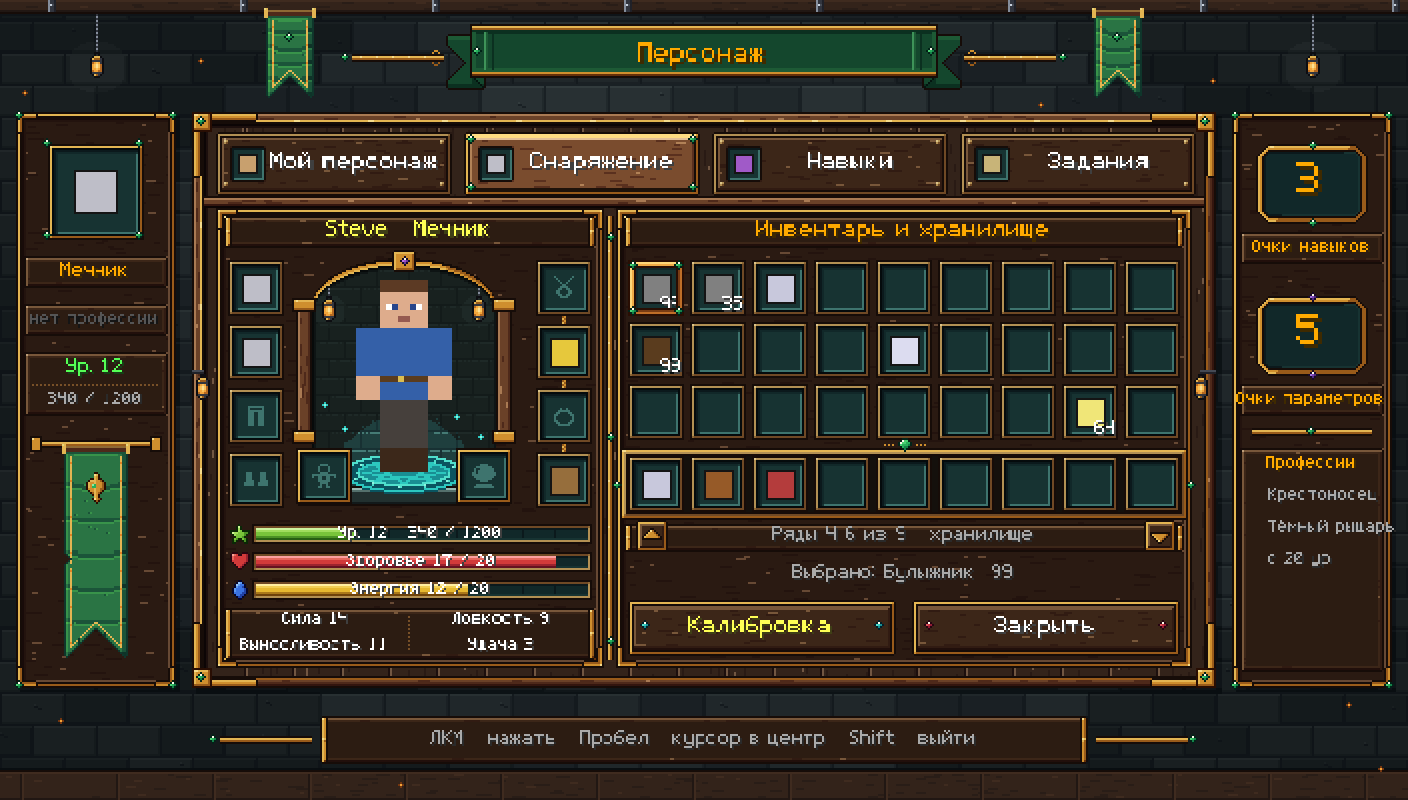 Персонаж
Мой персонаж
Снаряжение
Навыки
Задания
Мечник
нет профессии
Ур. 12
340 / 1200
Steve Мечник
Ур. 12 340 / 1200
Здоровье 17 / 20
Энергия 12 / 20
Сила 14
Ловкость 9
Выносливость 11
Удача 3
Инвентарь и хранилище
35
99
64
Ряды 4 6 из 9 хранилище
Выбрано: Булыжник 99
Калибровка
Закрыть
3
Очки навыков
5
Очки параметров
Профессии
Крестоносец
Тёмный рыцарь
с 20 ур
ЛКМ нажать Пробел курсор в центр Shift выйти